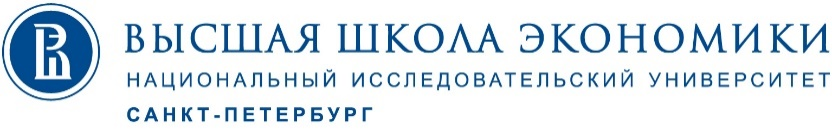 ВЫСШАЯ ШКОЛА ЭКОНОМИКИ
НАЦИОНАЛЬНЫЙ ИССЛЕДОВАТЕЛЬСКИЙ УНИВЕРСИТЕТ
САНКТ-ПЕТЕРБУРГ